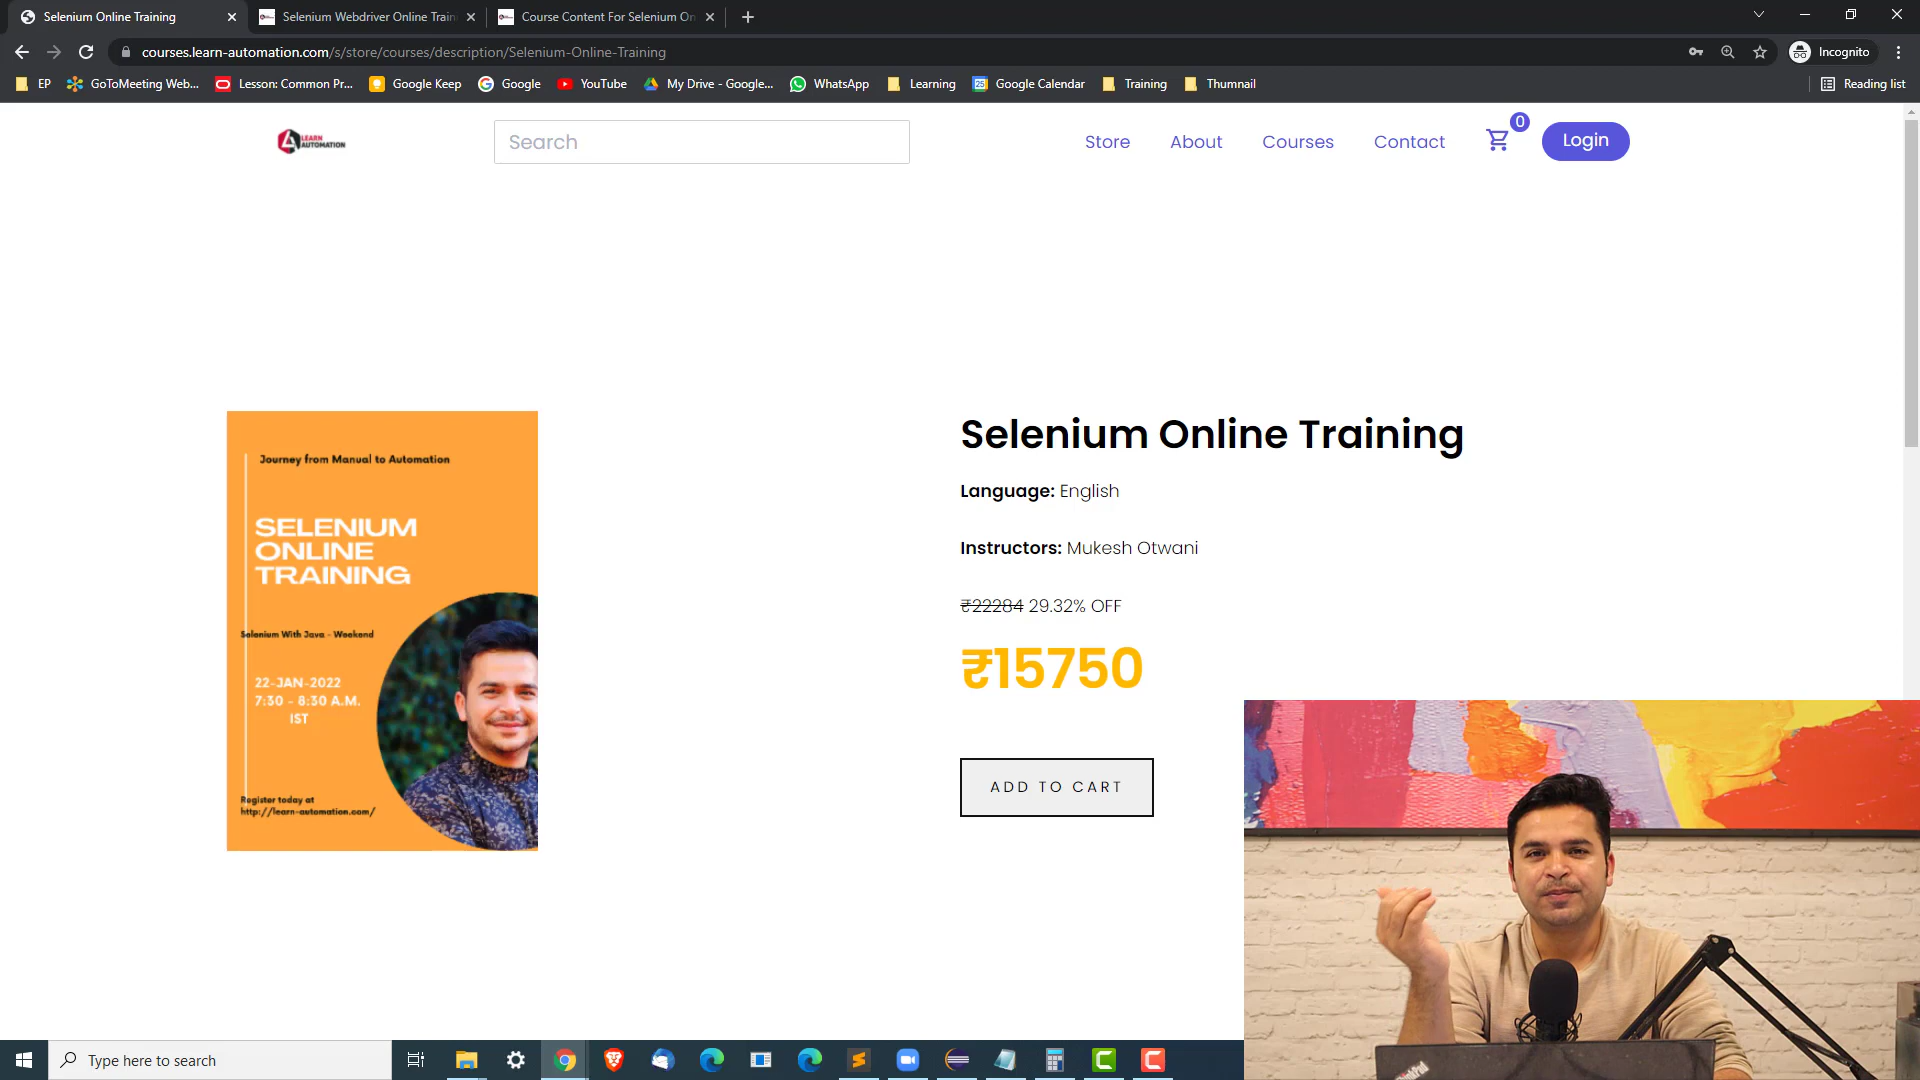 Selenium Online Training
Selenium Webdriver Online Train
Course Content For Selenium On
courses.learn-automation.com/s/store/courses/description/Selenium-Online-Training
Incognito
EP
GoToMeeting Web...
Lesson: Common Pr...
Google Keep
Google
YouTube
My Drive - Google...
WhatsApp
Learning
25
Google Calendar
Training
Thumnail
Reading list
LEARN
AUTOMATION
Search
Store
About
Courses
Contact
0
Login
Journey from Manual to Automation
SELENIUM
ONLINE
TRAINING
Selenium With Java - Weekend
22-JAN-2022
7:30 - 8:30 A.M.
IST
Register today at
http://learn-automation.com/
Selenium Online Training
Language: English
Instructors: Mukesh Otwani
₹22284 29.32% OFF
₹15750
ADD TO CART
ThinkPad
Type here to search